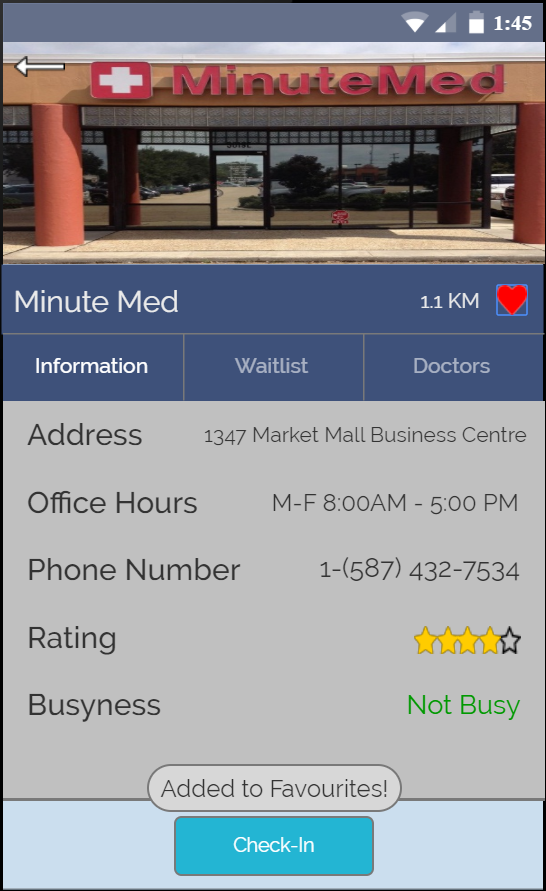 1:45
MinuteMed
Minute Med
1.1 KM
Information
Waitlist
Doctors
Address
1347 Market Mall Business Centre
Office Hours
M-F 8:00AM - 5:00 PM
Phone Number
1-(587) 432-7534
Rating
Busyness
Not Busy
Added to Favourites!
Check-In